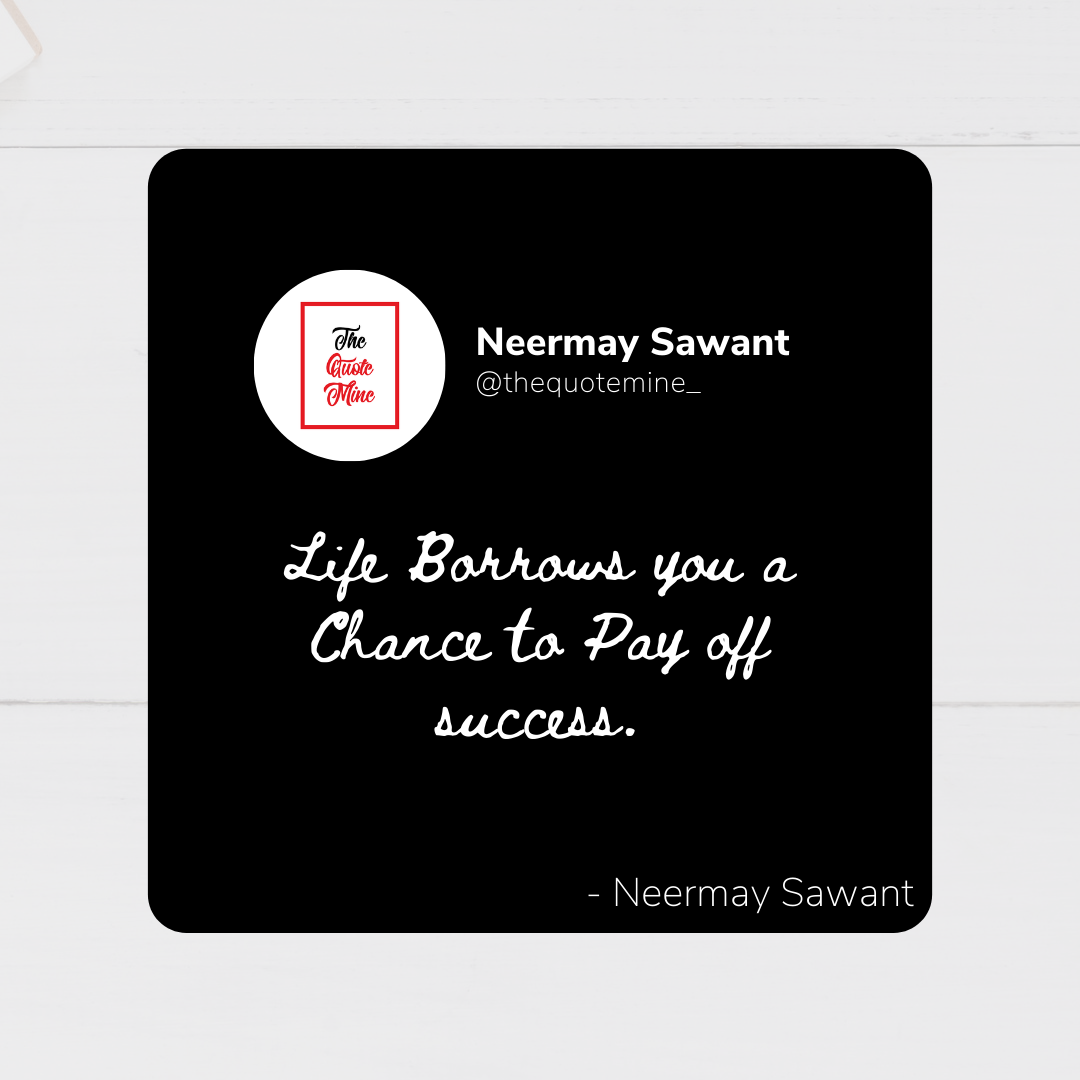 The
Quote
Mine
Neermay Sawant
@thequotemine_
Life Borrows you a
Chance to Pay off
success.
- Neermay Sawant